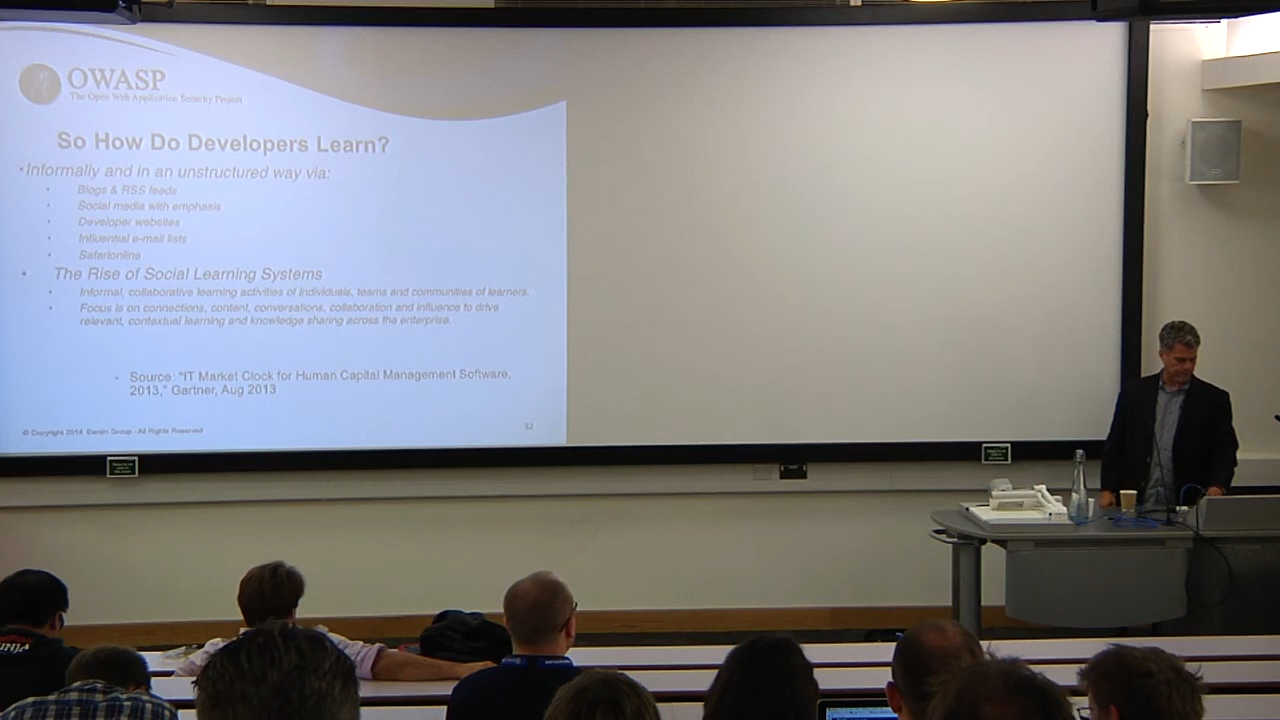 OWASP
The Open Web Application Security Project
So How Do Developers Learn?
• Informally and in an unstructured way via:
• Blogs & RSS feeds
• Social media with emphasis
• Developer websites
• Influential e-mail lists
• Safarionline
• The Rise of Social Learning Systems
• Informal, collaborative learning activities of individuals, teams and communities of learners.
• Focus is on connections, content, conversations, collaboration and influence to drive
relevant, contextual learning and knowledge sharing across the enterprise.
- Source: "IT Market Clock for Human Capital Management Software,
2013," Gartner, Aug 2013
© Copyright 2014 Denim Group - All Rights Reserved